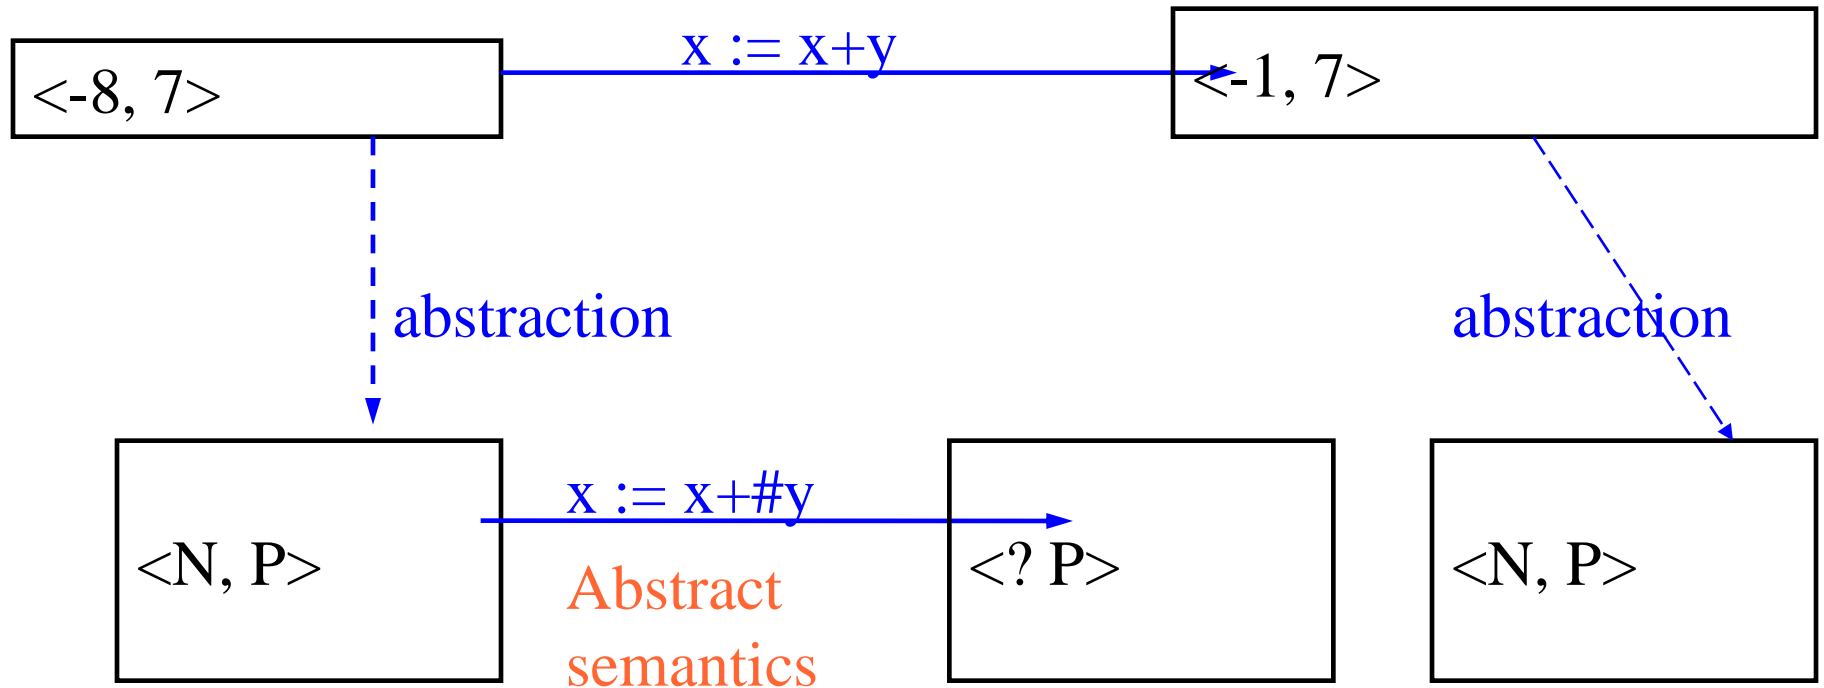 x := x+y
<-8, 7>
<-1, 7>
abstraction
abstraction
x := x+#y
<N, P>
<? P>
<N, P>
Abstract
semantics